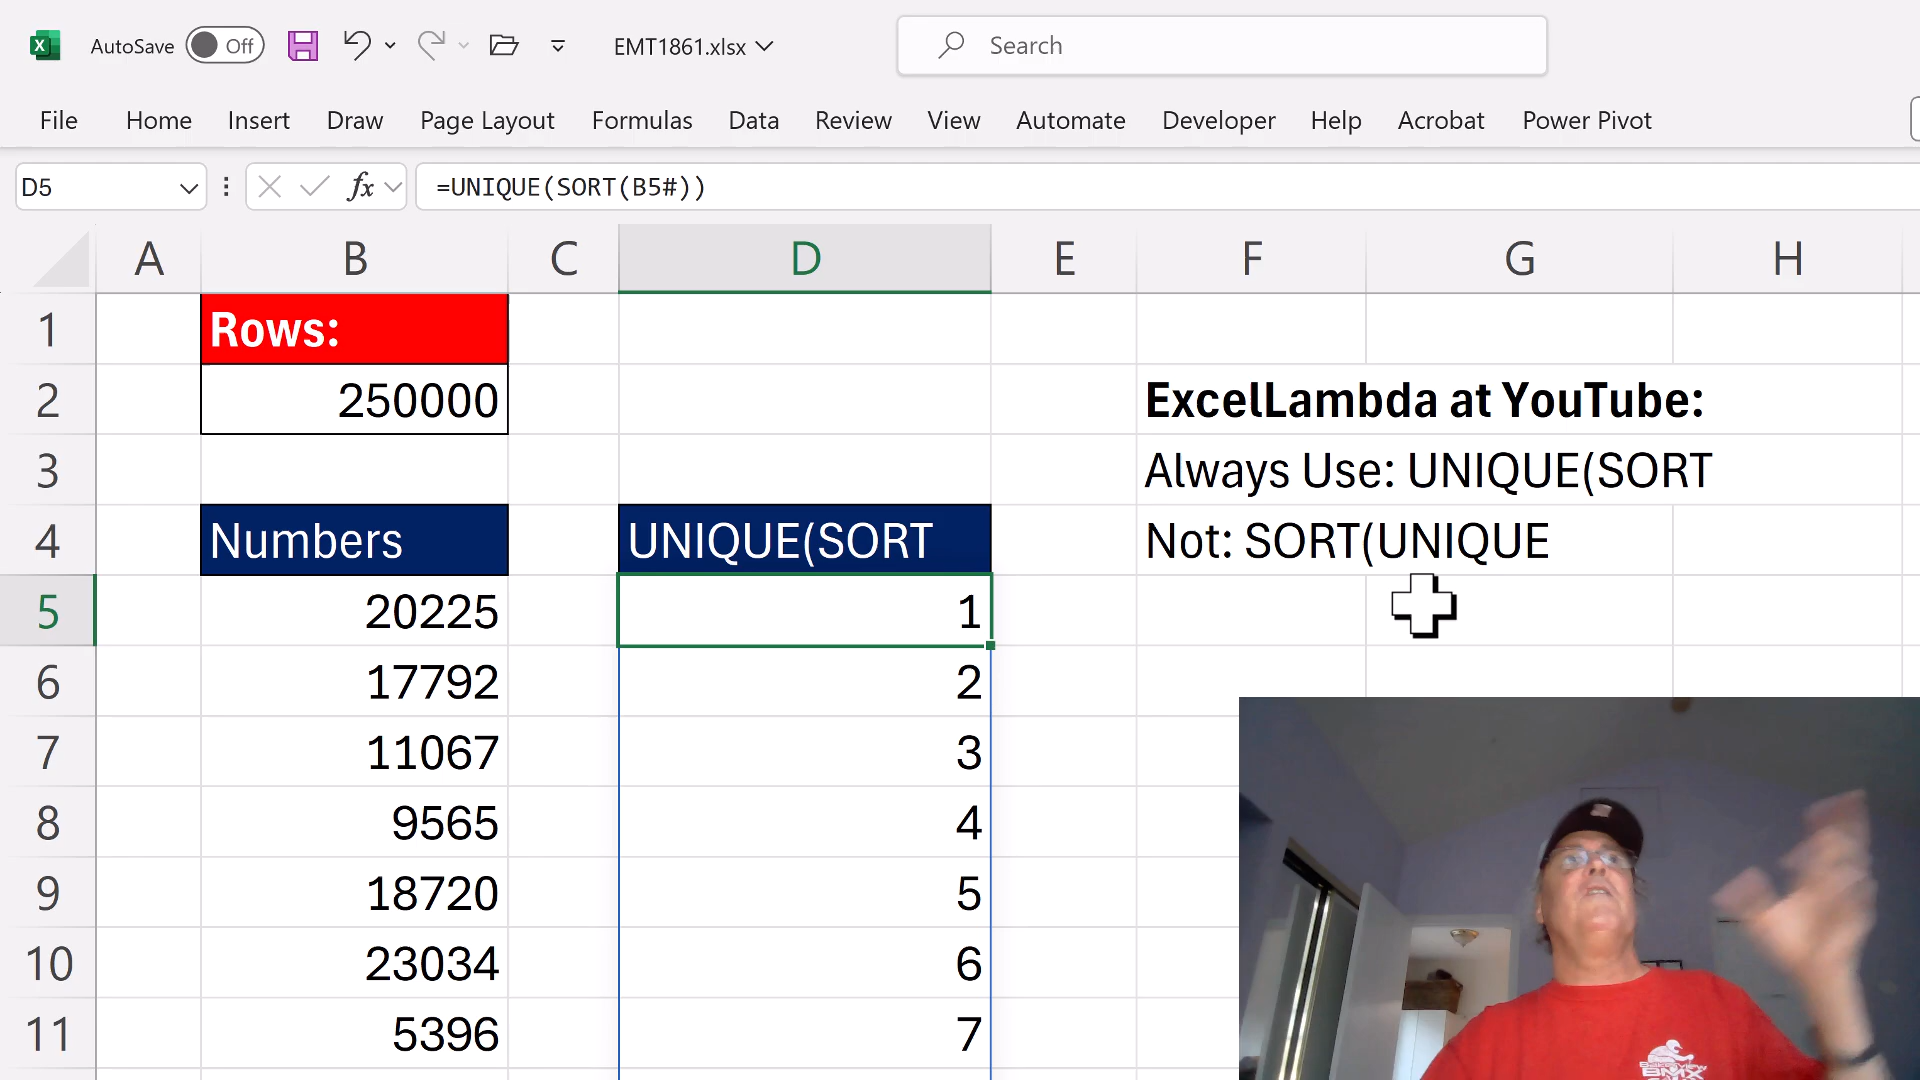 AutoSave Off EMT1861.xlsx Search
File Home Insert Draw Page Layout Formulas Data Review View Automate Developer Help Acrobat Power Pivot
D5 fx =UNIQUE(SORT(B5#))
A B C D E F G H
1 Rows:
2 250000 ExcelLambda at YouTube:
3 Always Use: UNIQUE(SORT
4 Numbers UNIQUE(SORT Not: SORT(UNIQUE
5 20225 1
6 17792 2
7 11067 3
8 9565 4
9 18720 5
10 23034 6
11 5396 7
BMX